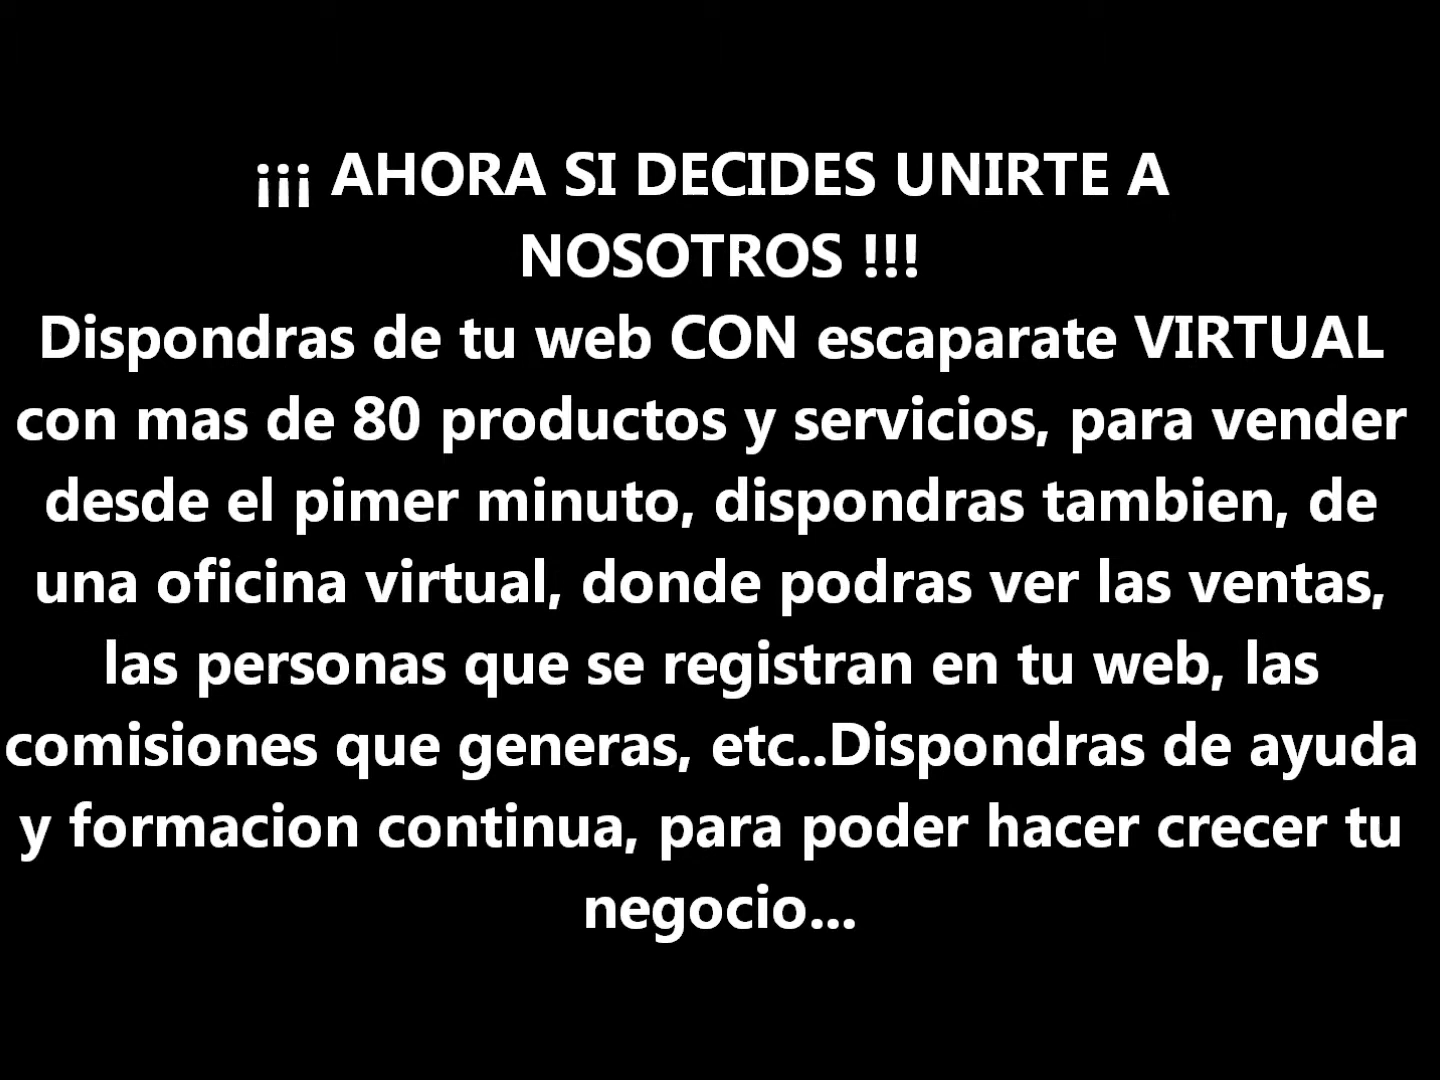 ¡¡¡ AHORA SI DECIDES UNIRTE A
NOSOTROS !!!
Dispondras de tu web CON escaparate VIRTUAL
con mas de 80 productos y servicios, para vender
desde el pimer minuto, dispondras tambien, de
una oficina virtual, donde podras ver las ventas,
las personas que se registran en tu web, las
comisiones que generas, etc..Dispondras de ayuda
y formacion continua, para poder hacer crecer tu
negocio...